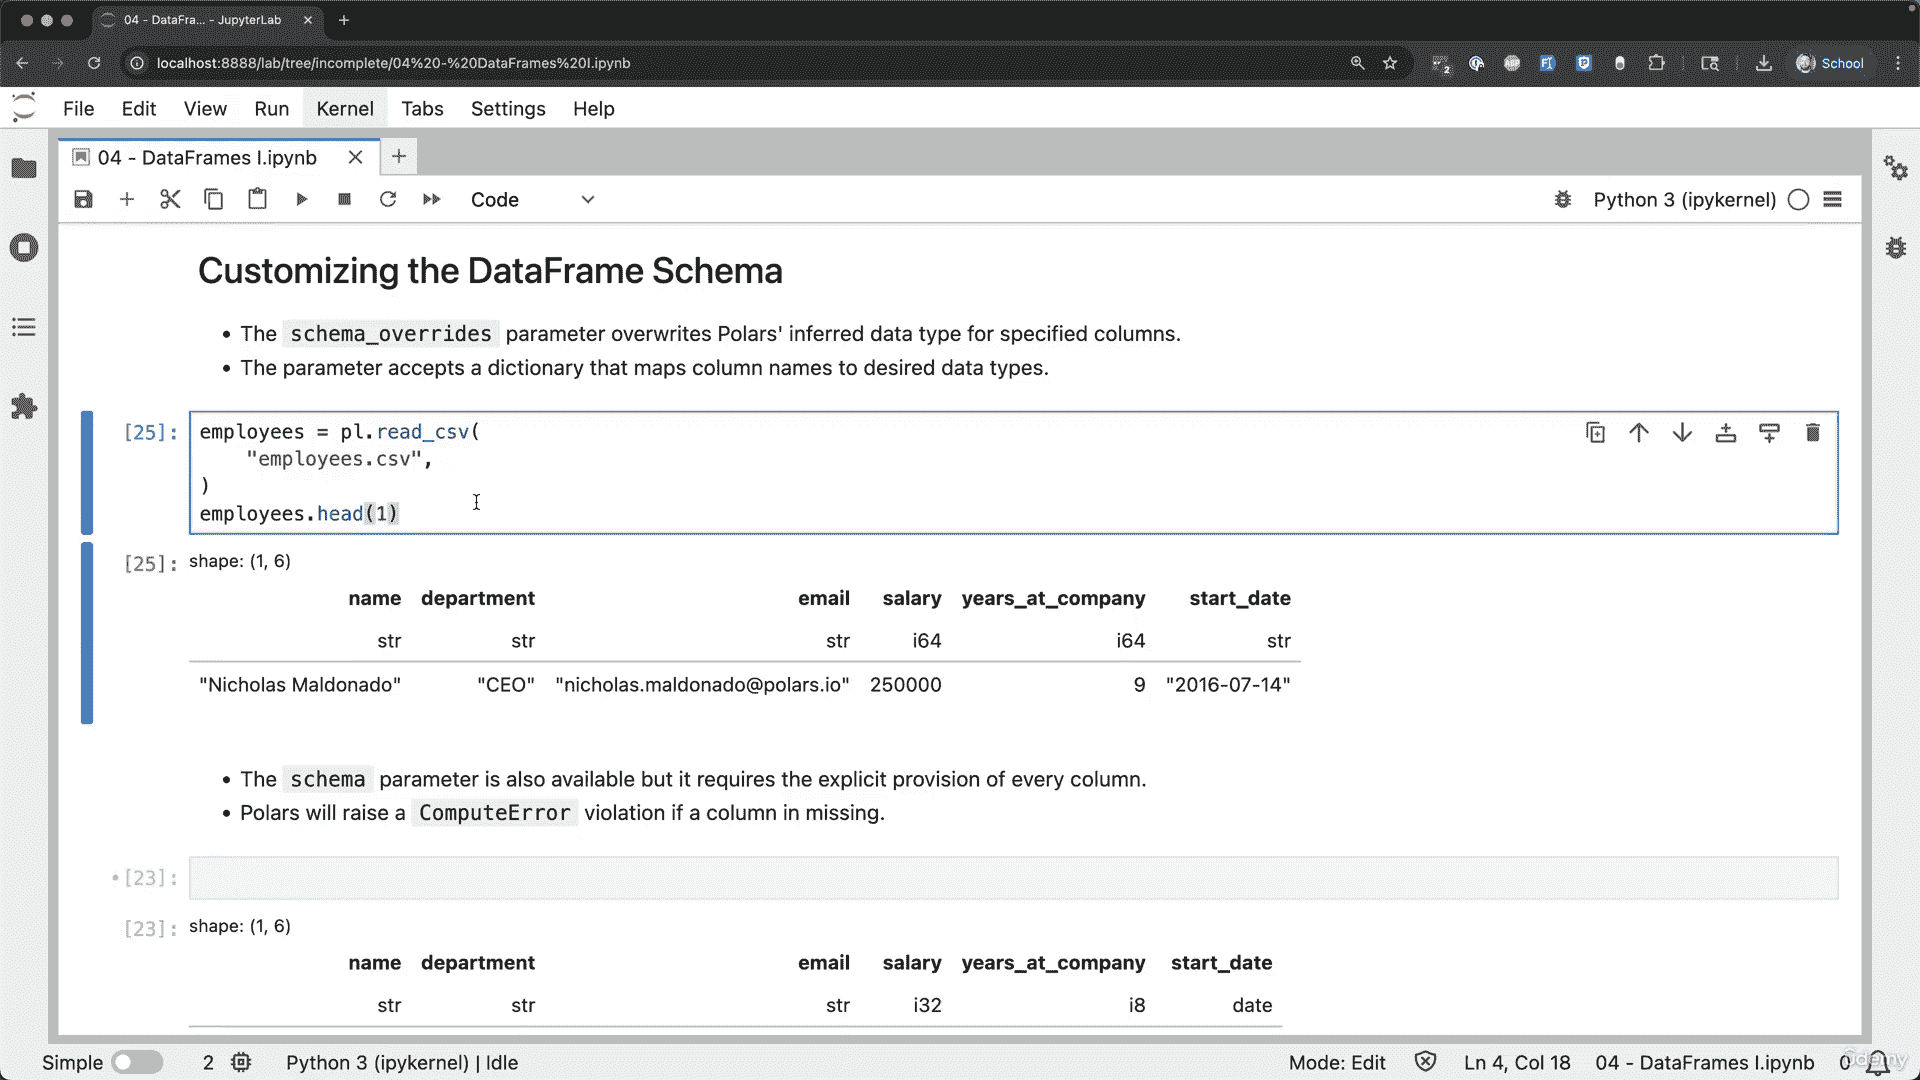 04 - DataFra... - JupyterLab
localhost:8888/lab/tree/incomplete/04%20-%20DataFrames%20I.ipynb
2
School
File Edit View Run Kernel Tabs Settings Help
04 - DataFrames I.ipynb
Code
Python 3 (ipykernel)
Customizing the DataFrame Schema
• The schema_overrides parameter overwrites Polars' inferred data type for specified columns.
• The parameter accepts a dictionary that maps column names to desired data types.
[25]: employees = pl.read_csv(
"employees.csv",
)
employees.head(1)
[25]: shape: (1, 6)
name department email salary years_at_company start_date
str str str i64 i64 str
"Nicholas Maldonado" "CEO" "nicholas.maldonado@polars.io" 250000 9 "2016-07-14"
• The schema parameter is also available but it requires the explicit provision of every column.
• Polars will raise a ComputeError violation if a column in missing.
•[23]:
[23]: shape: (1, 6)
name department email salary years_at_company start_date
str str str i32 i8 date
Simple 2 Python 3 (ipykernel) | Idle Mode: Edit Ln 4, Col 18 04 - DataFrames I.ipynb 0
Udemy